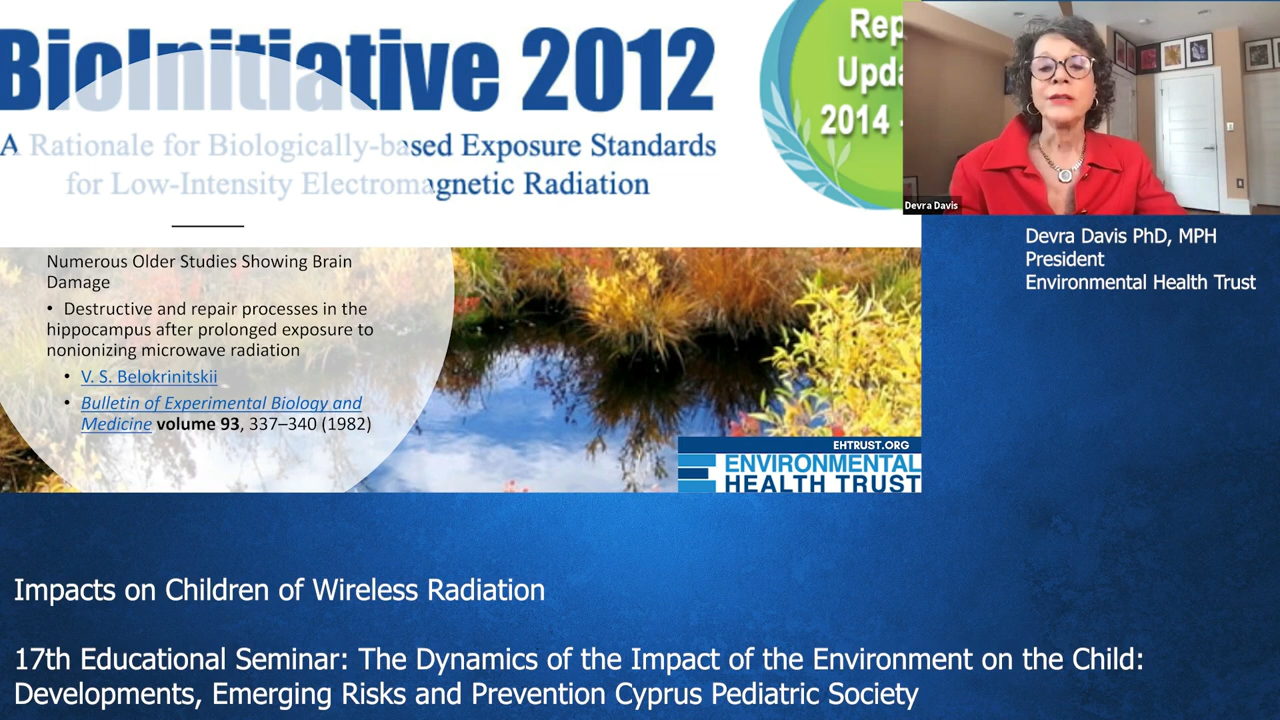 BioInitiative 2012
A Rationale for Biologically-based Exposure Standards
for Low-Intensity Electromagnetic Radiation
Rep
Upda
2014 -
Devra Davis
Devra Davis PhD, MPH
President
Environmental Health Trust
Numerous Older Studies Showing Brain
Damage
• Destructive and repair processes in the
hippocampus after prolonged exposure to
nonionizing microwave radiation
• V. S. Belokrinitskii
• Bulletin of Experimental Biology and
Medicine volume 93, 337–340 (1982)
EHTRUST.ORG
ENVIRONMENTAL
HEALTH TRUST
Impacts on Children of Wireless Radiation
17th Educational Seminar: The Dynamics of the Impact of the Environment on the Child:
Developments, Emerging Risks and Prevention Cyprus Pediatric Society